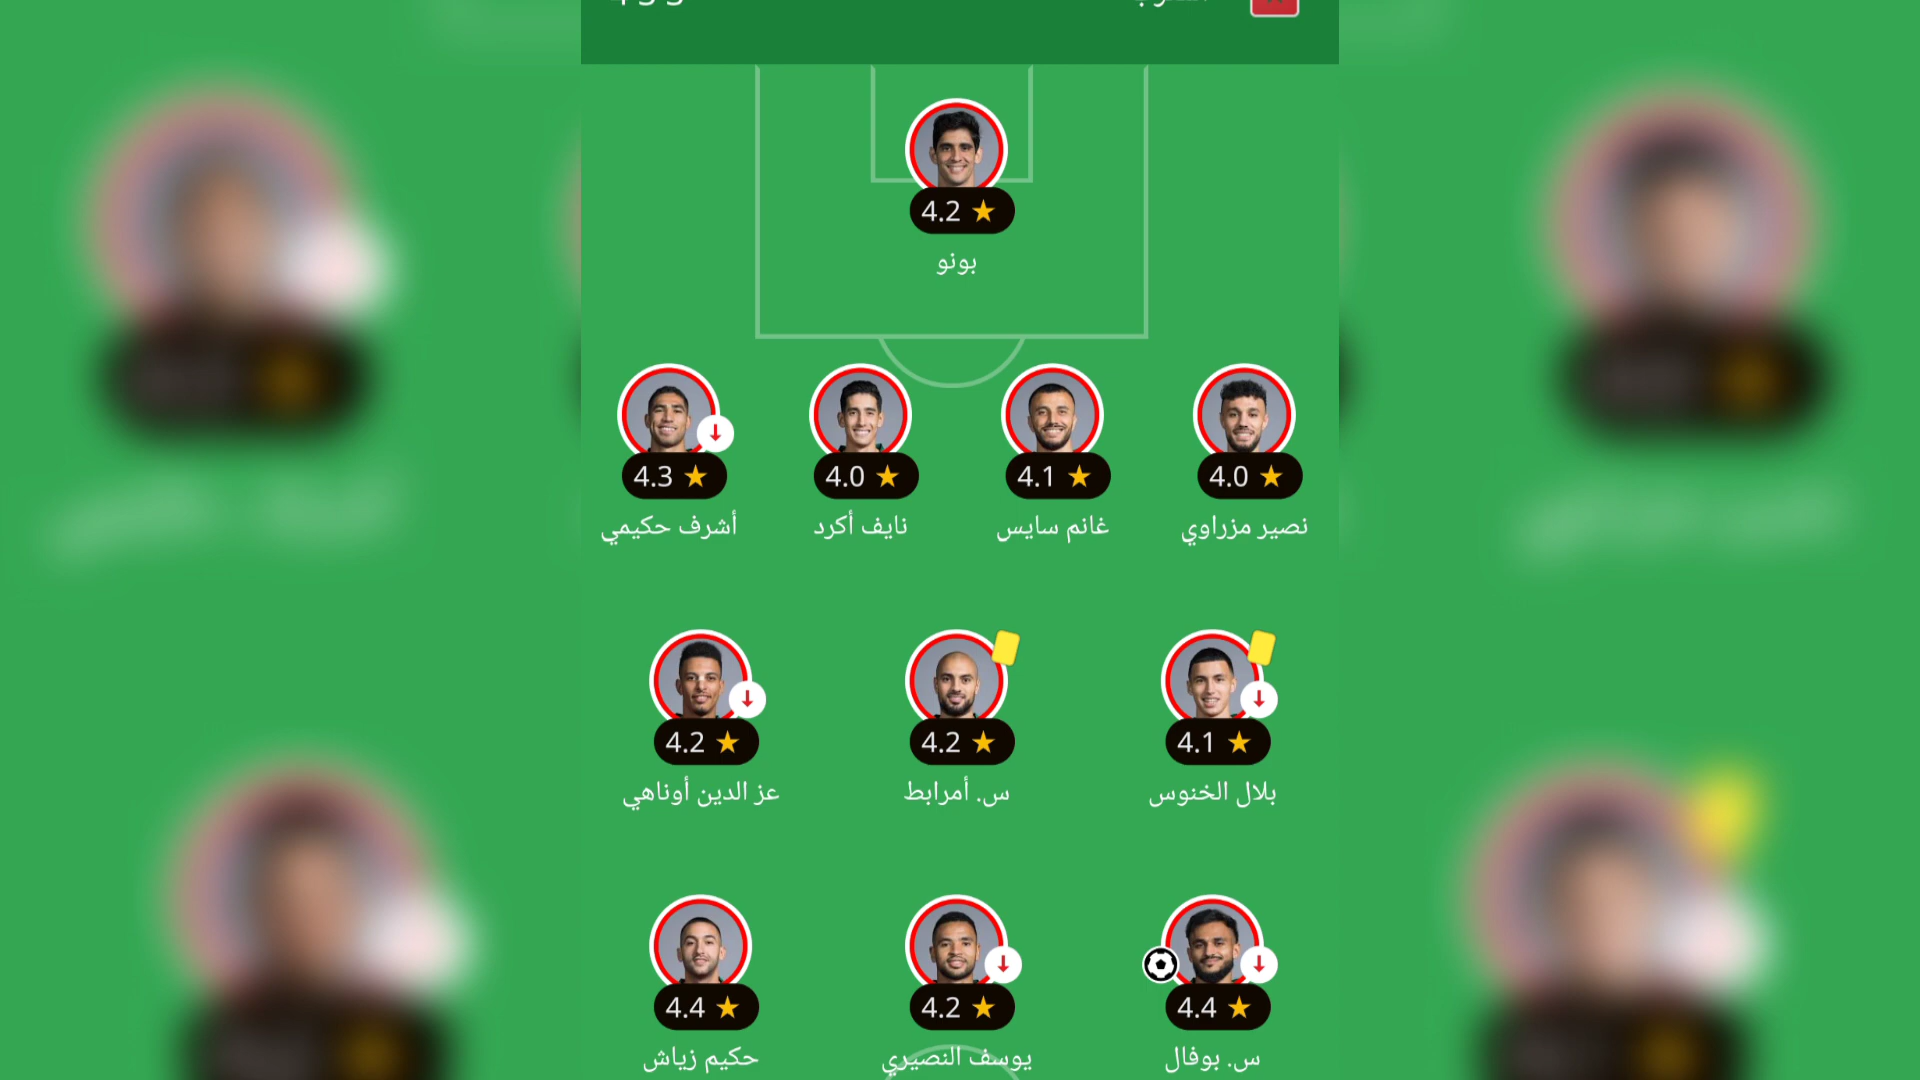 4.2
بونو
4.3 4.0 4.1 4.0
أشرف حكيمي نايف أكرد غانم سايس نصير مزراوي
4.2 4.2 4.1
عز الدين أوناهي س. أمرابط بلال الخنوس
4.4 4.2 4.4
حكيم زياش يوسف النصيري س. بوفال